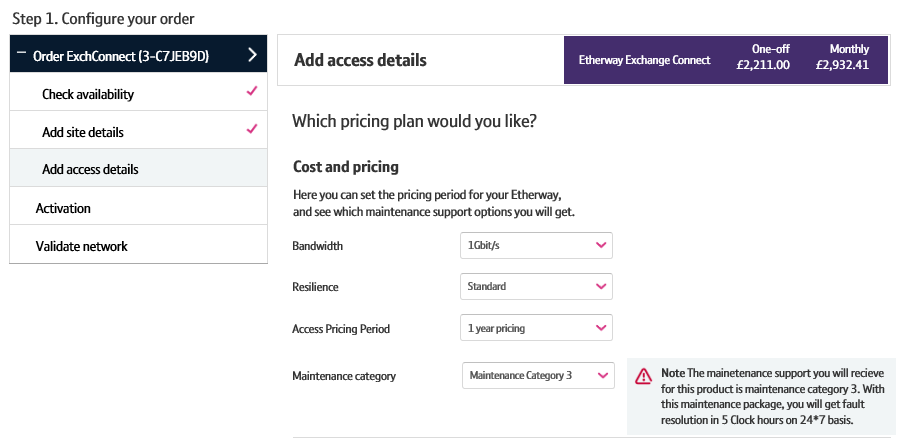 Step 1. Configure your order
Order ExchConnect (3-C7JEB9D)
Check availability
Add site details
Add access details
Activation
Validate network
Add access details
Etherway Exchange Connect
One-off
£2,211.00
Monthly
£2,932.41
Which pricing plan would you like?
Cost and pricing
Here you can set the pricing period for your Etherway,
and see which maintenance support options you will get.
Bandwidth
1Gbit/s
Resilience
Standard
Access Pricing Period
1 year pricing
Maintenance category
Maintenance Category 3
Note The mainetenance support you will recieve
for this product is maintenance category 3. With
this maintenance package, you will get fault
resolution in 5 Clock hours on 24*7 basis.